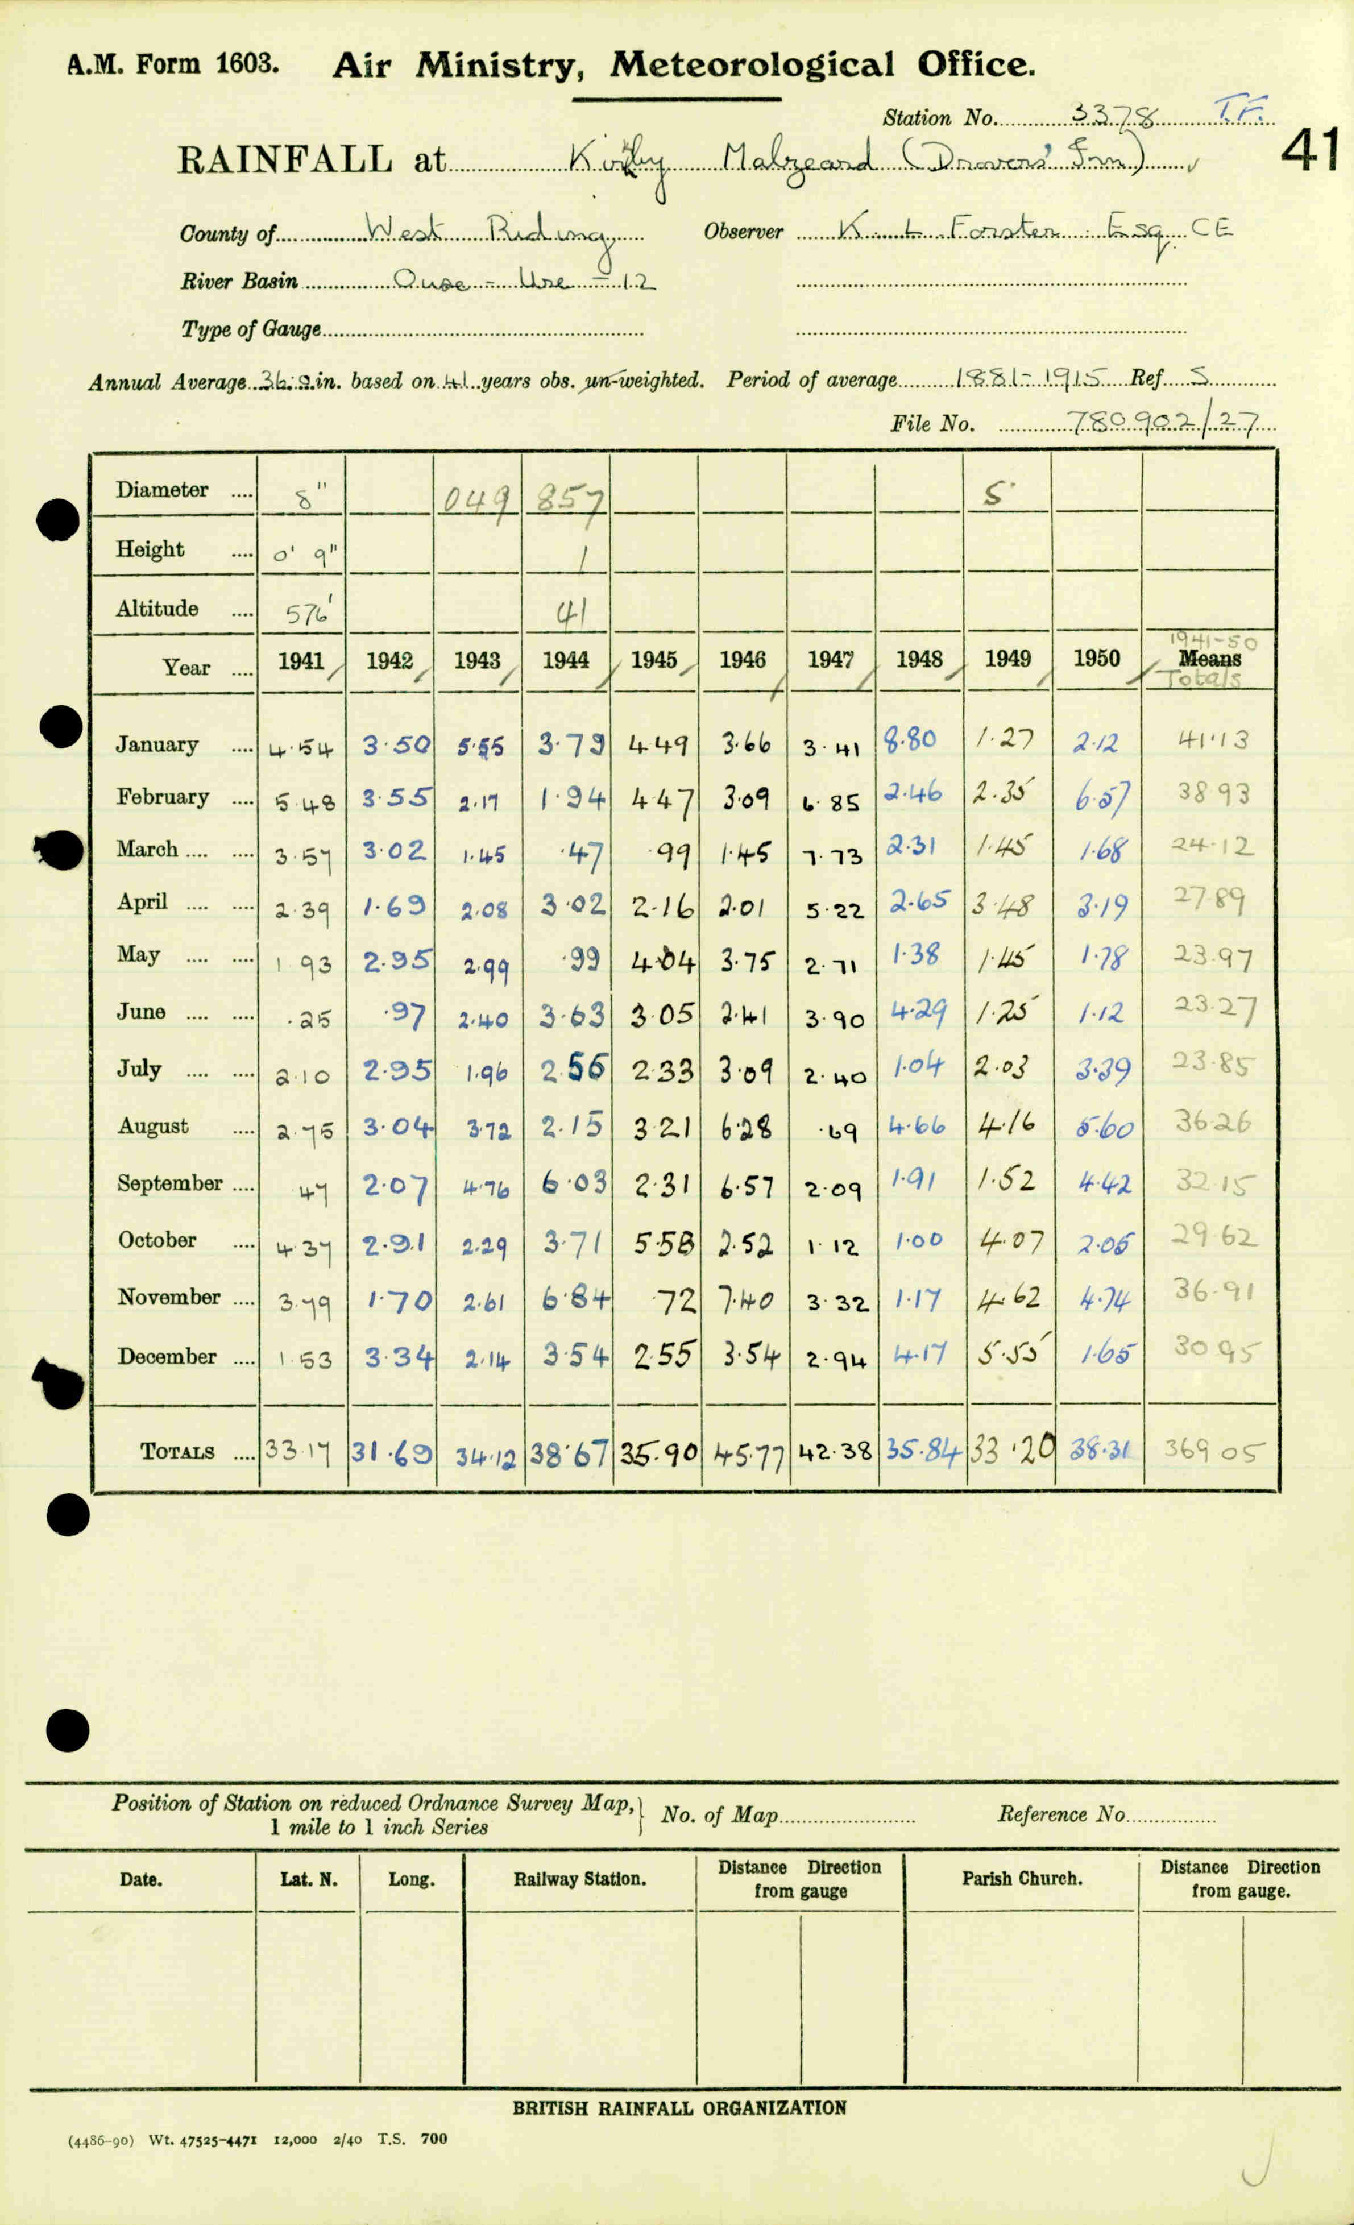 A.M. Form 1603. Air Ministry, Meteorological Office.
Station No. 3378 T.F.
41
RAINFALL at Kirkby Malzeard (Drovers' Inn) ✓
County of West Riding Observer K. L. Forster Esq. CE
River Basin Ouse - Ure - 12
Type of Gauge
Annual Average 36.9 in. based on 41 years obs. un-weighted. Period of average 1881-1915 Ref. S
File No. 780902/27
Diameter .... 8" 049 857 5"
Height .... 0' 9" 1
Altitude .... 576' 41
1941-50
Year .... 1941 1942 1943 1944 1945 1946 1947 1948 1949 1950 Means
Totals
January .... 4.54 3.50 5.55 3.79 4.49 3.66 3.41 8.80 1.27 2.12 41.13
February .... 5.48 3.55 2.17 1.94 4.47 3.09 6.85 2.46 2.35 6.57 38.93
March .... .... 3.57 3.02 1.45 .47 .99 1.45 7.73 2.31 1.45 1.68 24.12
April .... .... 2.39 1.69 2.08 3.02 2.16 2.01 5.22 2.65 3.48 3.19 27.89
May .... .... 1.93 2.95 2.99 .99 4.04 3.75 2.71 1.38 1.45 1.78 23.97
June .... .... .25 .97 2.40 3.63 3.05 2.41 3.90 4.29 1.25 1.12 23.27
July .... .... 2.10 2.95 1.96 2.56 2.33 3.09 2.40 1.04 2.03 3.39 23.85
August .... 2.75 3.04 3.72 2.15 3.21 6.28 .69 4.66 4.16 5.60 36.26
September .... 47 2.07 4.76 6.03 2.31 6.57 2.09 1.91 1.52 4.42 32.15
October .... 4.37 2.91 2.29 3.71 5.58 2.52 1.12 1.00 4.07 2.05 29.62
November .... 3.79 1.70 2.61 6.84 72 7.40 3.32 1.17 4.62 4.74 36.91
December .... 1.53 3.34 2.14 3.54 2.55 3.54 2.94 4.17 5.55 1.65 30.95
TOTALS .... 33.17 31.69 34.12 38.67 35.90 45.77 42.38 35.84 33.20 38.31 369.05
Position of Station on reduced Ordnance Survey Map, } No. of Map Reference No.
1 mile to 1 inch Series
Date. Lat. N. Long. Railway Station. Distance Direction from gauge Parish Church. Distance Direction from gauge.
BRITISH RAINFALL ORGANIZATION
(4486-90) Wt. 47525-4471 12,000 2/40 T.S. 700